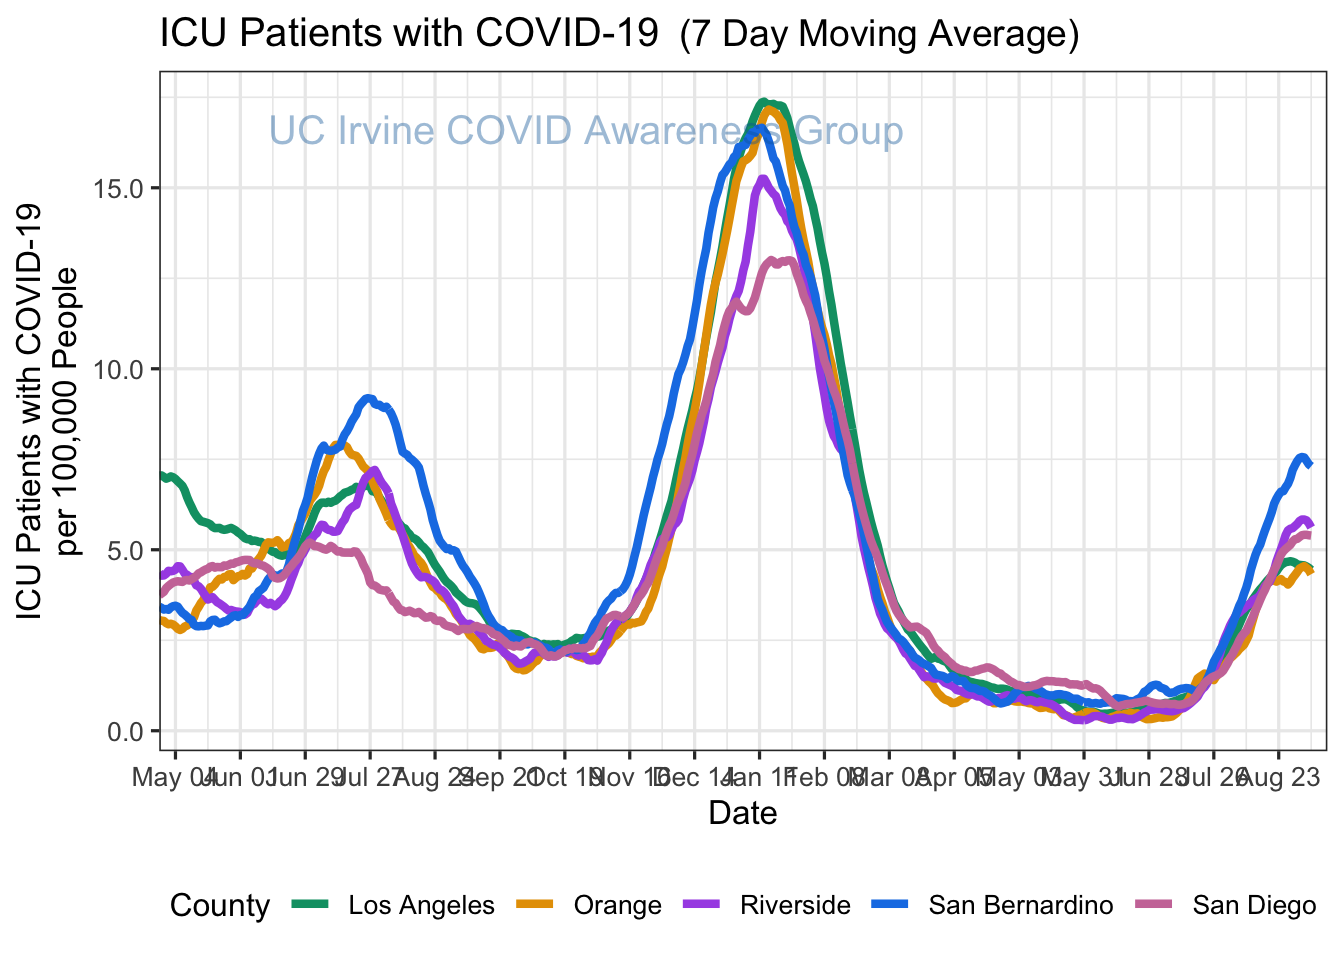 ICU Patients with COVID-19 (7 Day Moving Average)
UC Irvine COVID Awareness Group
ICU Patients with COVID-19
per 100,000 People
15.0
10.0
5.0
0.0
May 04 Jun 01 Jun 29 Jul 27 Aug 24 Sep 21 Oct 19 Nov 16 Dec 14 Jan 11 Feb 08 Mar 08 Apr 05 May 03 May 31 Jun 28 Jul 26 Aug 23
Date
County Los Angeles Orange Riverside San Bernardino San Diego